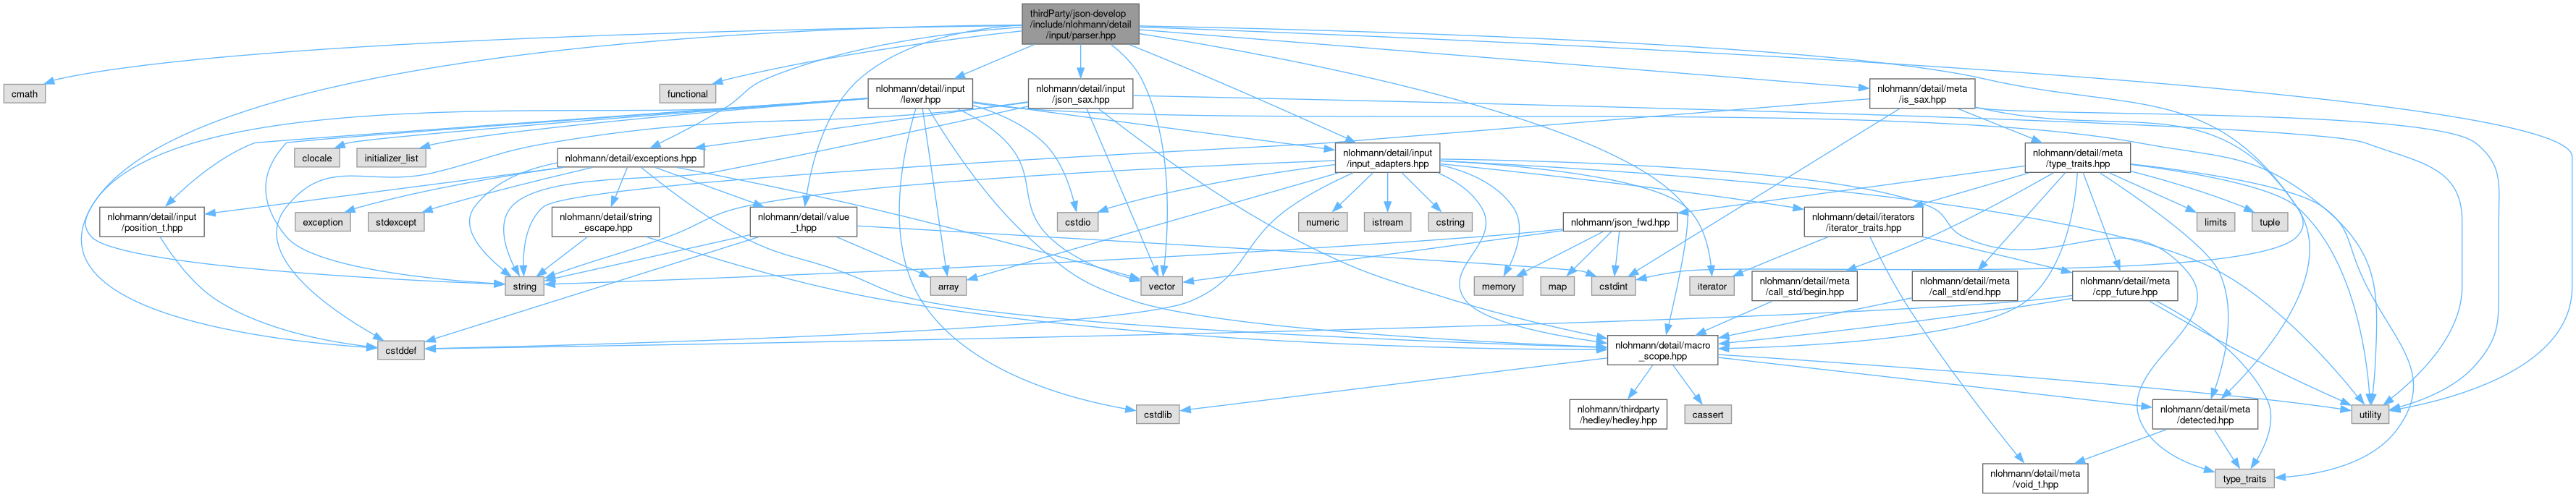 thirdParty/json-develop
/include/nlohmann/detail
/input/parser.hpp
cmath
functional
nlohmann/detail/input
/lexer.hpp
nlohmann/detail/input
/json_sax.hpp
nlohmann/detail/meta
/is_sax.hpp
clocale
initializer_list
nlohmann/detail/exceptions.hpp
nlohmann/detail/input
/input_adapters.hpp
nlohmann/detail/meta
/type_traits.hpp
nlohmann/detail/input
/position_t.hpp
exception
stdexcept
nlohmann/detail/string
_escape.hpp
nlohmann/detail/value
_t.hpp
cstdio
numeric
istream
cstring
nlohmann/json_fwd.hpp
nlohmann/detail/iterators
/iterator_traits.hpp
limits
tuple
string
array
vector
memory
map
cstdint
iterator
nlohmann/detail/meta
/call_std/begin.hpp
nlohmann/detail/meta
/call_std/end.hpp
nlohmann/detail/meta
/cpp_future.hpp
cstddef
nlohmann/detail/macro
_scope.hpp
cstdlib
nlohmann/thirdparty
/hedley/hedley.hpp
cassert
nlohmann/detail/meta
/detected.hpp
utility
nlohmann/detail/meta
/void_t.hpp
type_traits